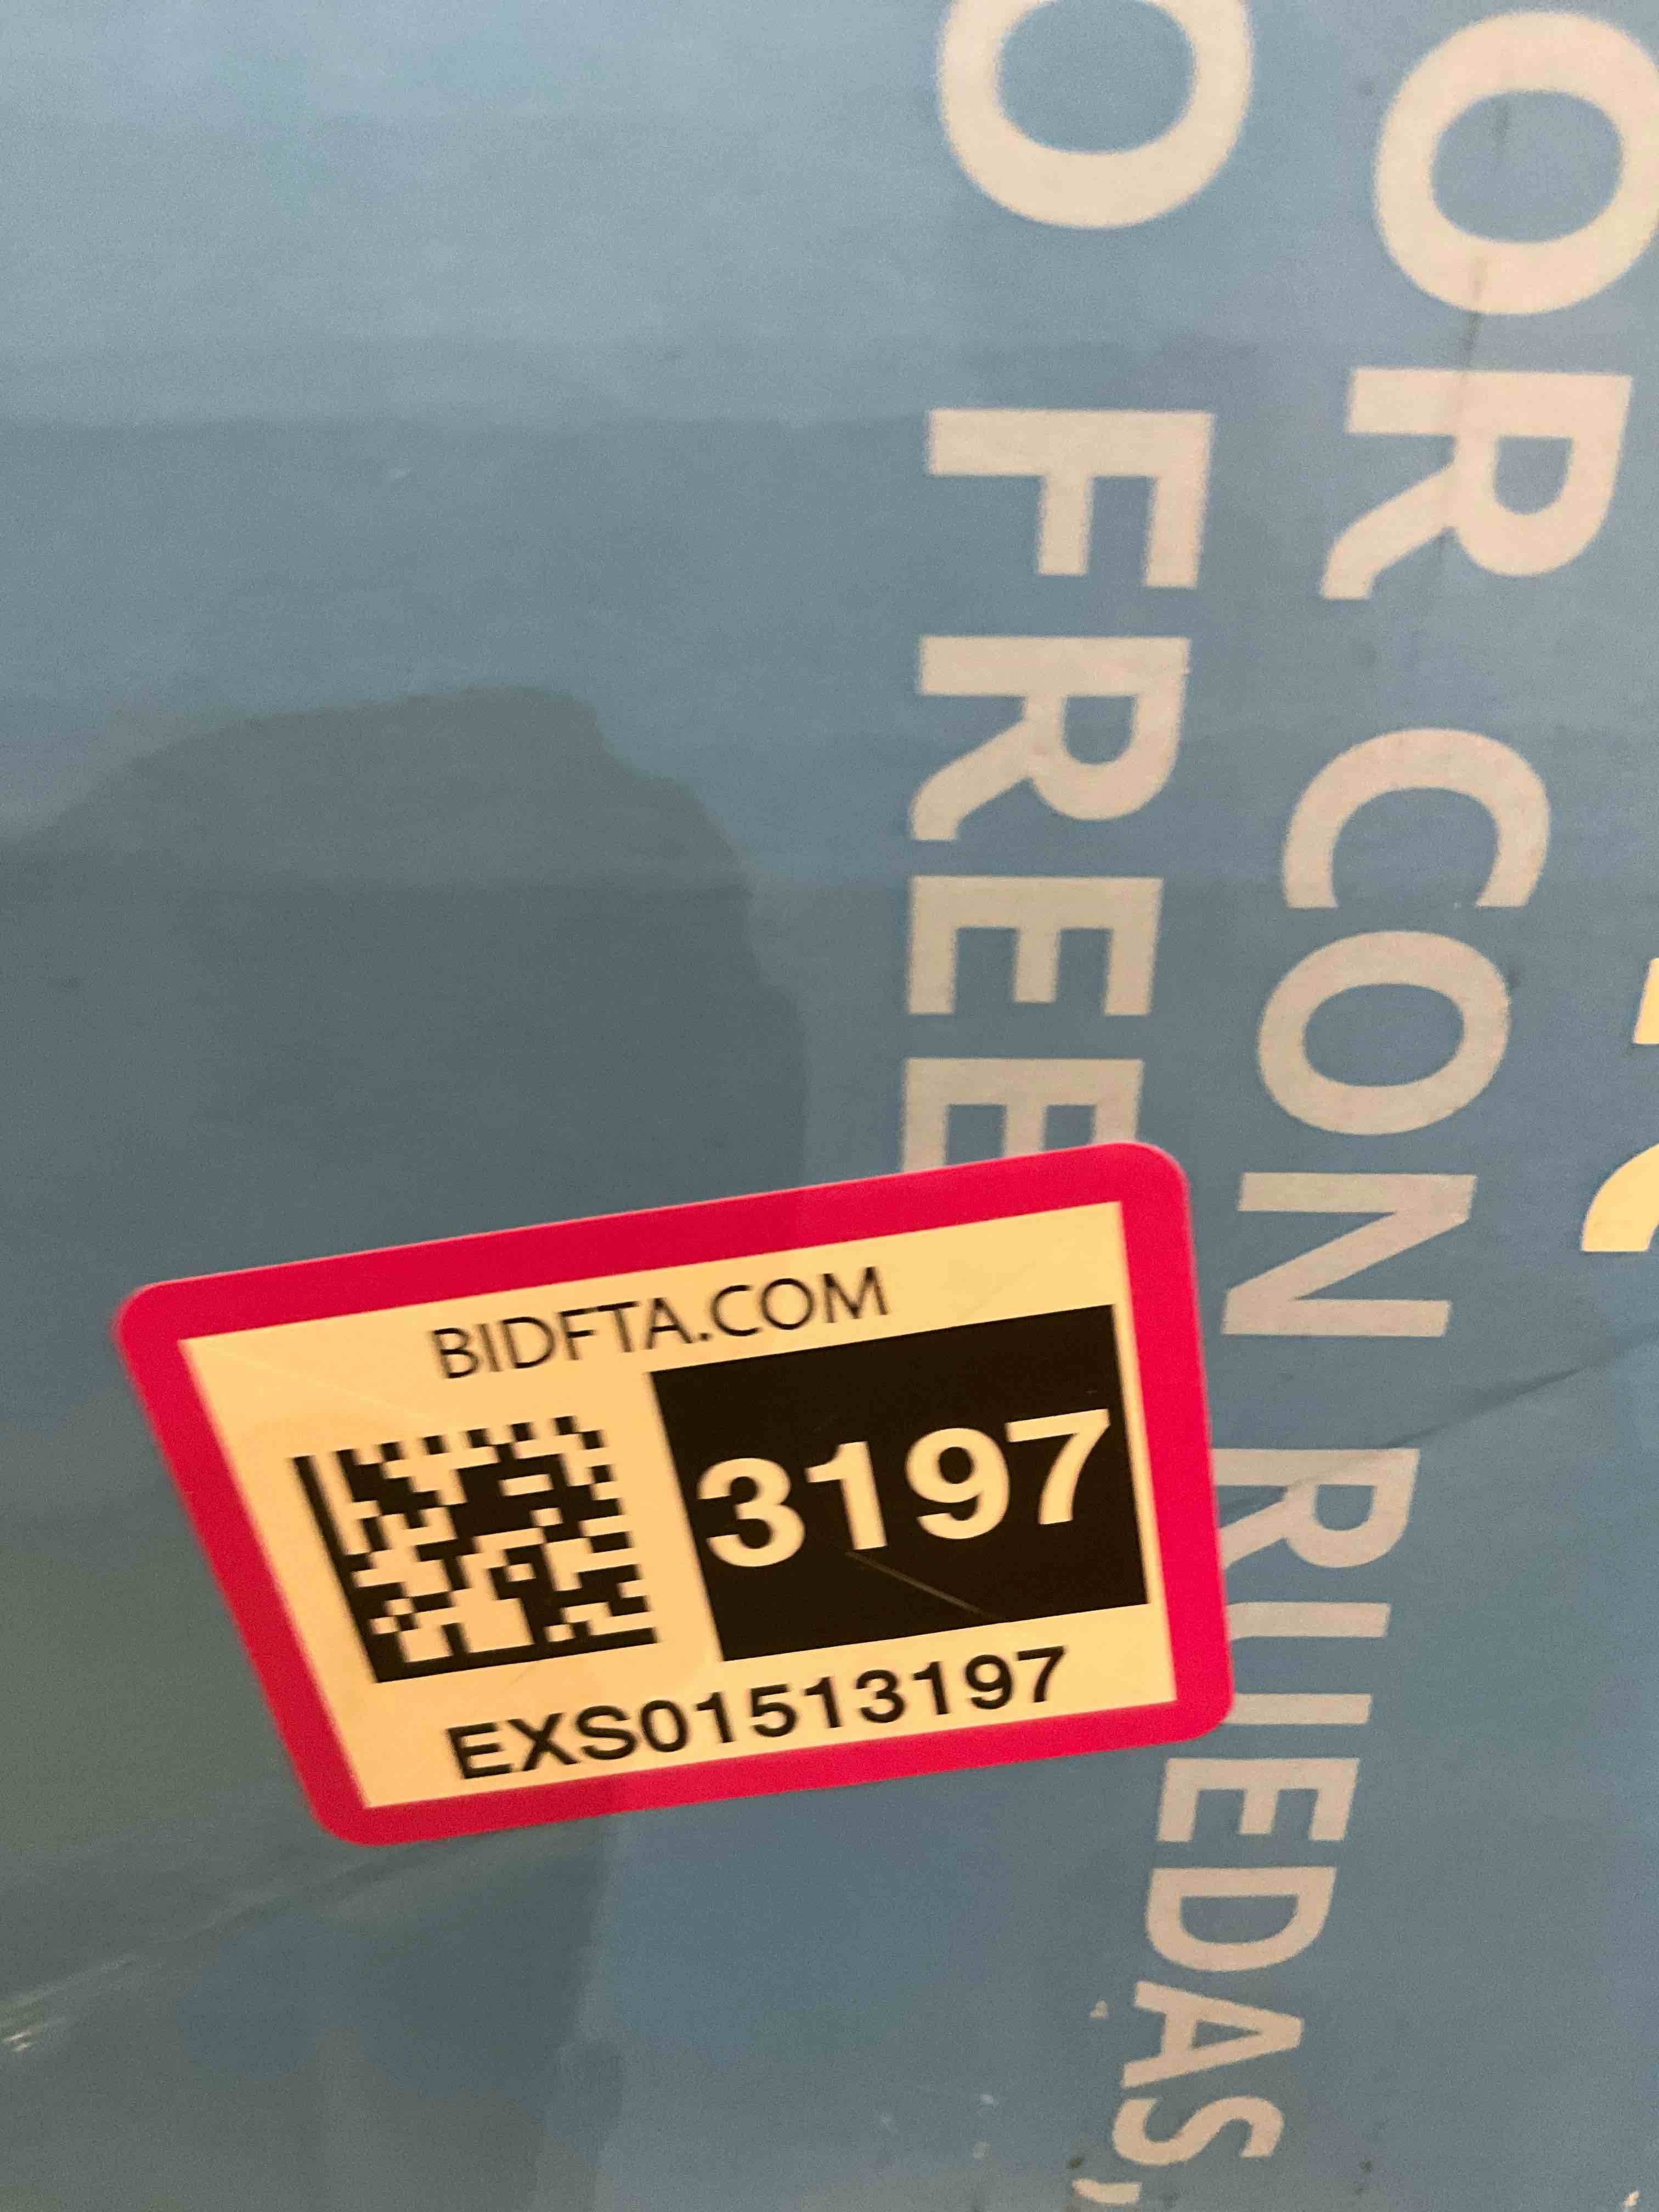 OR CON RUEDAS,
O FREE
BIDFTA.COM
3197
EXS01513197